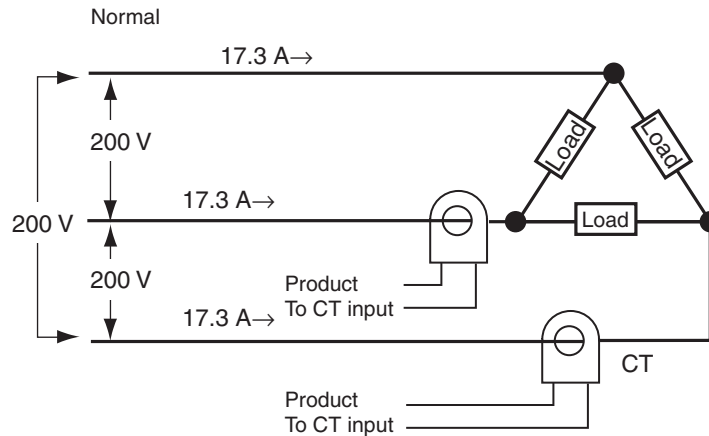 Normal
17.3 A→
200 V
Load
Load
17.3 A→
200 V
Load
200 V
Product
To CT input
17.3 A→
CT
Product
To CT input